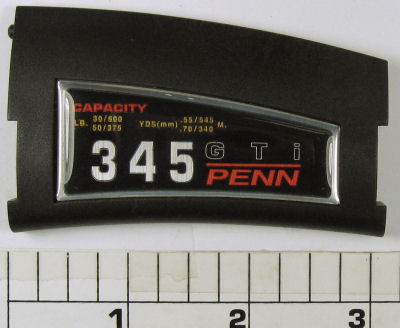 CAPACITY
LB. 30/600 YDS(mm) .55/545 M.
50/375 .70/340
345 GTi
PENN
1 2 3